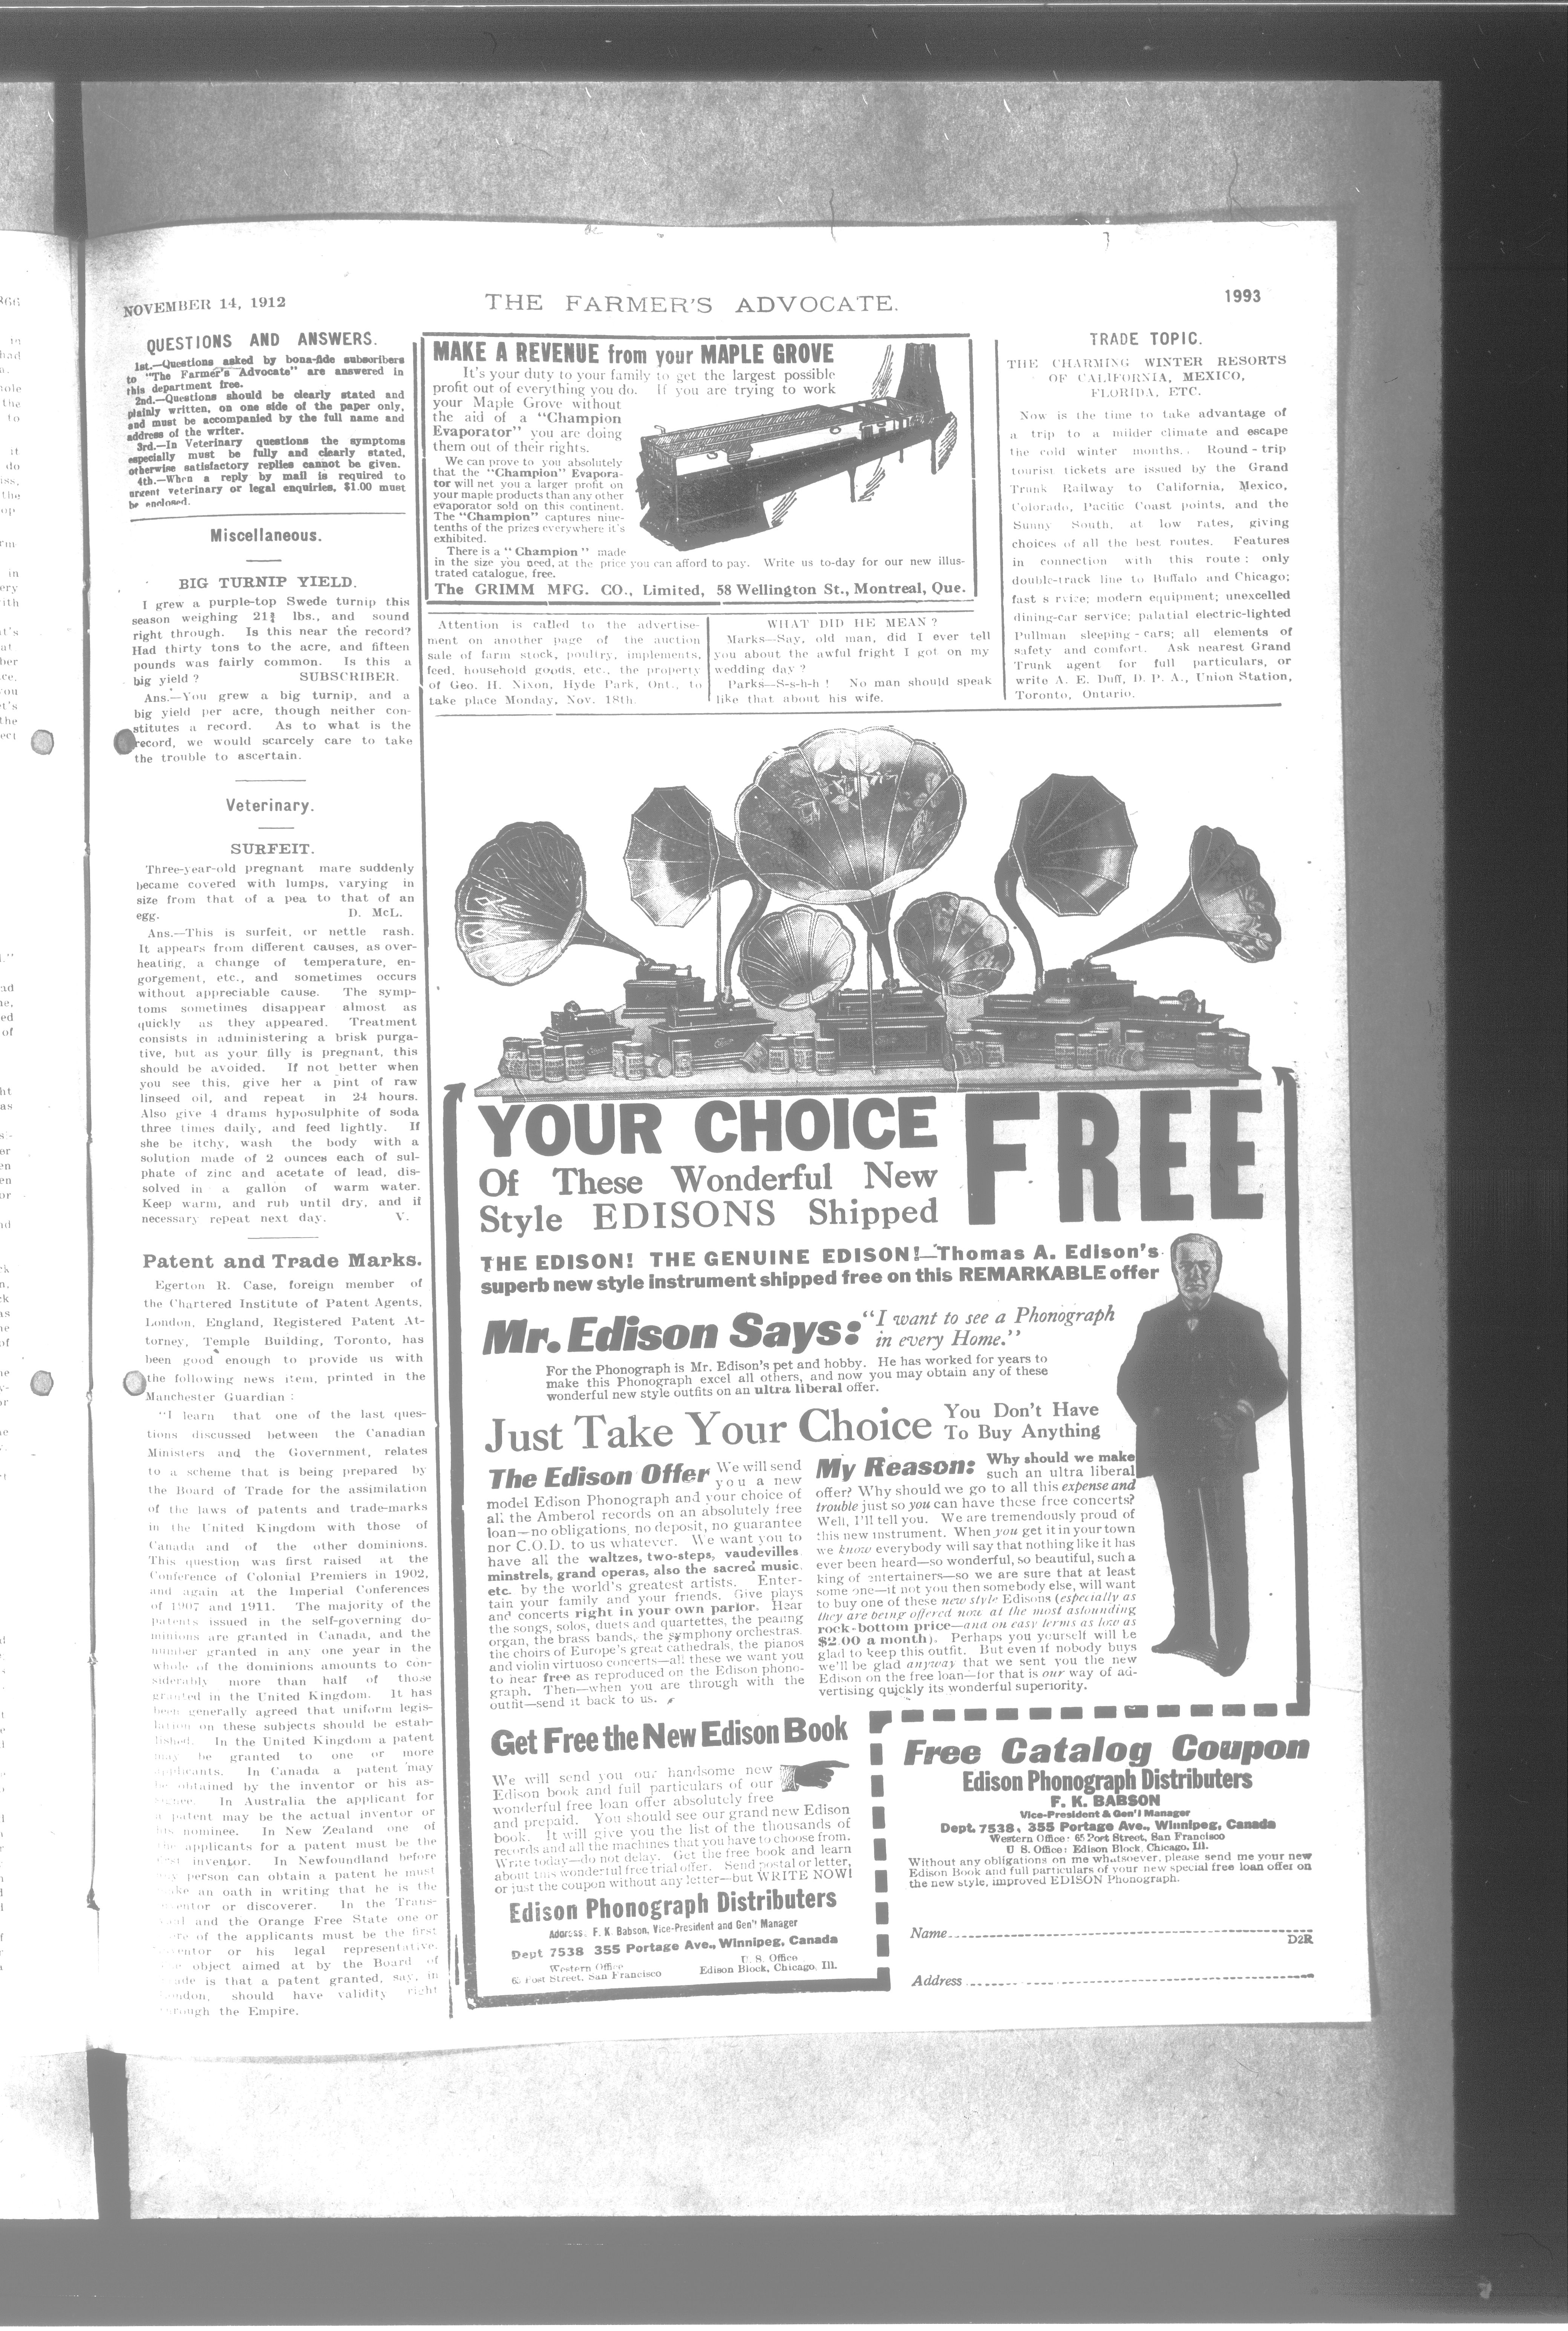 NOVEMBER 14, 1912
THE FARMER'S ADVOCATE.
1993
QUESTIONS AND ANSWERS.
1st.—Questions asked by bona-fide subscribers
to "The Farmer's Advocate" are answered in
this department free.
2nd.—Questions should be clearly stated and
plainly written, on one side of the paper only,
and must be accompanied by the full name and
address of the writer.
3rd.—In Veterinary questions the symptoms
especially must be fully and clearly stated,
otherwise satisfactory replies cannot be given.
4th.—When a reply by mail is required to
urgent veterinary or legal enquiries, $1.00 must
be enclosed.
Miscellaneous.
BIG TURNIP YIELD.
I grew a purple-top Swede turnip this
season weighing 21¾ lbs., and sound
right through. Is this near the record?
Had thirty tons to the acre, and fifteen
pounds was fairly common. Is this a
big yield ? SUBSCRIBER.
Ans.—You grew a big turnip, and a
big yield per acre, though neither con-
stitutes a record. As to what is the
record, we would scarcely care to take
the trouble to ascertain.
Veterinary.
SURFEIT.
Three-year-old pregnant mare suddenly
became covered with lumps, varying in
size from that of a pea to that of an
egg. D. McL.
Ans.—This is surfeit, or nettle rash.
It appears from different causes, as over-
heating, a change of temperature, en-
gorgement, etc., and sometimes occurs
without appreciable cause. The symp-
toms sometimes disappear almost as
quickly as they appeared. Treatment
consists in administering a brisk purga-
tive, but as your filly is pregnant, this
should be avoided. If not better when
you see this, give her a pint of raw
linseed oil, and repeat in 24 hours.
Also give 4 drams hyposulphite of soda
three times daily, and feed lightly. If
she be itchy, wash the body with a
solution made of 2 ounces each of sul-
phate of zinc and acetate of lead, dis-
solved in a gallon of warm water.
Keep warm, and rub until dry, and if
necessary repeat next day. V.
Patent and Trade Marks.
Egerton R. Case, foreign member of
the Chartered Institute of Patent Agents,
London, England, Registered Patent At-
torney, Temple Building, Toronto, has
been good enough to provide us with
the following news item, printed in the
Manchester Guardian :
"I learn that one of the last ques-
tions discussed between the Canadian
Ministers and the Government, relates
to a scheme that is being prepared by
the Board of Trade for the assimilation
of the laws of patents and trade-marks
in the United Kingdom with those of
Canada and of the other dominions.
This question was first raised at the
Conference of Colonial Premiers in 1902,
and again at the Imperial Conferences
of 1907 and 1911. The majority of the
patents issued in the self-governing do-
minions are granted in Canada, and the
number granted in any one year in the
whole of the dominions amounts to con-
siderably more than half of those
granted in the United Kingdom. It has
been generally agreed that uniform legis-
lation on these subjects should be estab-
lished. In the United Kingdom a patent
may be granted to one or more
applicants. In Canada a patent may
be obtained by the inventor or his as-
signee. In Australia the applicant for
a patent may be the actual inventor or
his nominee. In New Zealand one of
the applicants for a patent must be the
first inventor. In Newfoundland before
any person can obtain a patent he must
make an oath in writing that he is the
inventor or discoverer. In the Trans-
vaal and the Orange Free State one or
more of the applicants must be the first
inventor or his legal representative.
The object aimed at by the Board of
Trade is that a patent granted, say, in
London, should have validity right
through the Empire.
MAKE A REVENUE from your MAPLE GROVE
It's your duty to your family to get the largest possible
profit out of everything you do. If you are trying to work
your Maple Grove without
the aid of a "Champion
Evaporator" you are doing
them out of their rights.
We can prove to you absolutely
that the "Champion" Evapora-
tor will net you a larger profit on
your maple products than any other
evaporator sold on this continent.
The "Champion" captures nine-
tenths of the prizes everywhere it's
exhibited.
There is a "Champion" made
in the size you need, at the price you can afford to pay. Write us to-day for our new illus-
trated catalogue, free.
The GRIMM MFG. CO., Limited, 58 Wellington St., Montreal, Que.
Attention is called to the advertise-
ment on another page of the auction
sale of farm stock, poultry, implements,
feed, household goods, etc., the property
of Geo. H. Nixon, Hyde Park, Ont., to
take place Monday, Nov. 18th.
WHAT DID HE MEAN ?
Marks—Say, old man, did I ever tell
you about the awful fright I got on my
wedding day ?
Parks—S-s-h-h ! No man should speak
like that about his wife.
TRADE TOPIC.
THE CHARMING WINTER RESORTS
OF CALIFORNIA, MEXICO,
FLORIDA, ETC.
Now is the time to take advantage of
a trip to a milder climate and escape
the cold winter months. Round-trip
tourist tickets are issued by the Grand
Trunk Railway to California, Mexico,
Colorado, Pacific Coast points, and the
Sunny South, at low rates, giving
choices of all the best routes. Features
in connection with this route: only
double-track line to Buffalo and Chicago;
fast s rvice; modern equipment; unexcelled
dining-car service; palatial electric-lighted
Pullman sleeping-cars; all elements of
safety and comfort. Ask nearest Grand
Trunk agent for full particulars, or
write A. E. Duff, D. P. A., Union Station,
Toronto, Ontario.
YOUR CHOICE FREE
Of These Wonderful New
Style EDISONS Shipped
THE EDISON! THE GENUINE EDISON!—Thomas A. Edison's
superb new style instrument shipped free on this REMARKABLE offer
Mr. Edison Says: "I want to see a Phonograph
in every Home."
For the Phonograph is Mr. Edison's pet and hobby. He has worked for years to
make this Phonograph excel all others, and now you may obtain any of these
wonderful new style outfits on an ultra liberal offer.
Just Take Your Choice You Don't Have
To Buy Anything
The Edison Offer We will send
you a new
model Edison Phonograph and your choice of
all the Amberol records on an absolutely free
loan—no obligations, no deposit, no guarantee
nor C.O.D. to us whatever. We want you to
have all the waltzes, two-steps, vaudevilles
minstrels, grand operas, also the sacred music,
etc. by the world's greatest artists. Enter-
tain your family and your friends. Give plays
and concerts right in your own parlor. Hear
the songs, solos, duets and quartettes, the pealing
organ, the brass bands, the symphony orchestras,
the choirs of Europe's great cathedrals, the pianos
and violin virtuoso concerts—all these we want you
to hear free as reproduced on the Edison phono-
graph. Then—when you are through with the
outfit—send it back to us.
My Reason: Why should we make
such an ultra liberal
offer? Why should we go to all this expense and
trouble just so you can have these free concerts?
Well, I'll tell you. We are tremendously proud of
this new instrument. When you get it in your town
we know everybody will say that nothing like it has
ever been heard—so wonderful, so beautiful, such a
king of entertainers—so we are sure that at least
some one—if not you then somebody else, will want
to buy one of these new style Edisons (especially as
they are being offered now at the most astounding
rock-bottom price—and on easy terms as low as
$2.00 a month). Perhaps you yourself will be
glad to keep this outfit. But even if nobody buys
we'll be glad anyway that we sent you the new
Edison on the free loan—for that is our way of ad-
vertising quickly its wonderful superiority.
Get Free the New Edison Book
We will send you our handsome new
Edison book and full particulars of our
wonderful free loan offer absolutely free
and prepaid. You should see our grand new Edison
book. It will give you the list of the thousands of
records and all the machines that you have to choose from.
Write today—do not delay. Get the free book and learn
about this wonderful free trial offer. Send postal or letter,
or just the coupon without any letter—but WRITE NOW!
Edison Phonograph Distributers
Address, F. K. Babson, Vice-President and Gen'l Manager
Dept 7538 355 Portage Ave., Winnipeg, Canada
Western Office
65 Post Street, San Francisco
U. S. Office
Edison Block, Chicago, Ill.
Free Catalog Coupon
Edison Phonograph Distributers
F. K. BABSON
Vice-President & Gen'l Manager
Dept. 7538, 355 Portage Ave., Winnipeg, Canada
Western Office: 65 Post Street, San Francisco
U S. Office: Edison Block, Chicago, Ill.
Without any obligations on me whatsoever, please send me your new
Edison Book and full particulars of your new special free loan offer on
the new style, improved EDISON Phonograph.
Name
D2R
Address